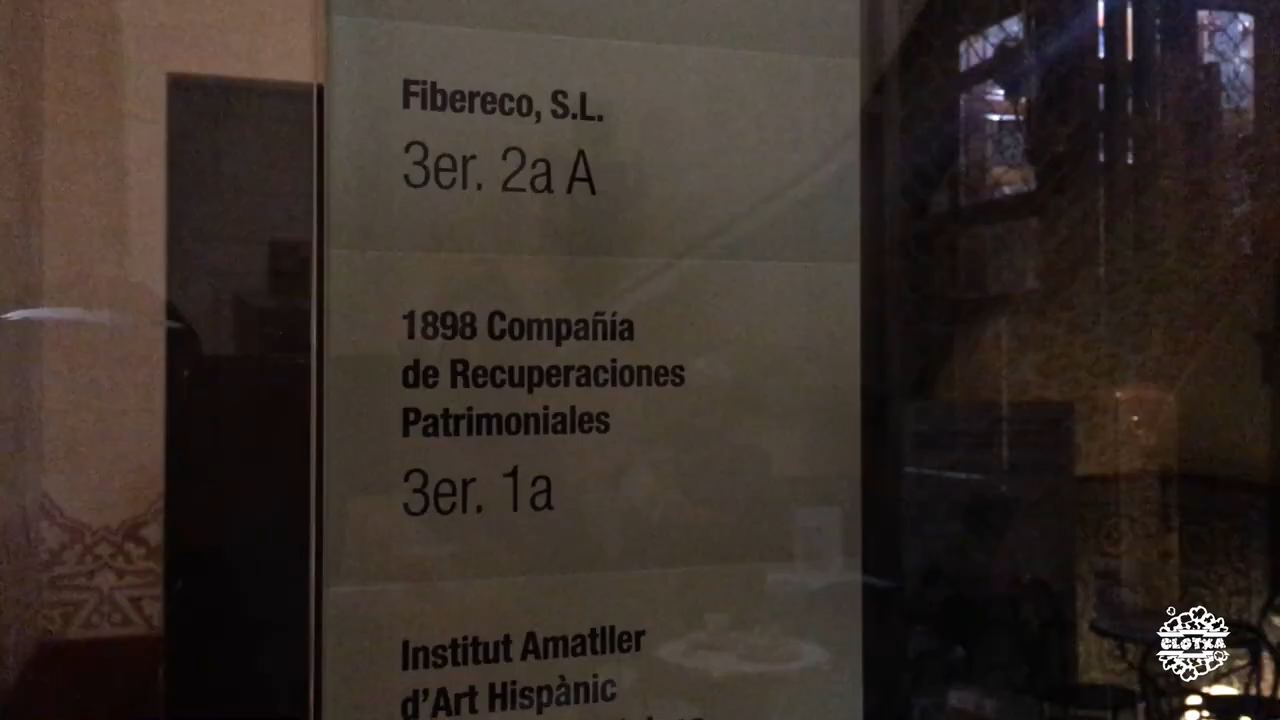 Fibereco, S.L.
3er. 2a A
1898 Compañía
de Recuperaciones
Patrimoniales
3er. 1a
Institut Amatller
d'Art Hispànic
CLOTXA